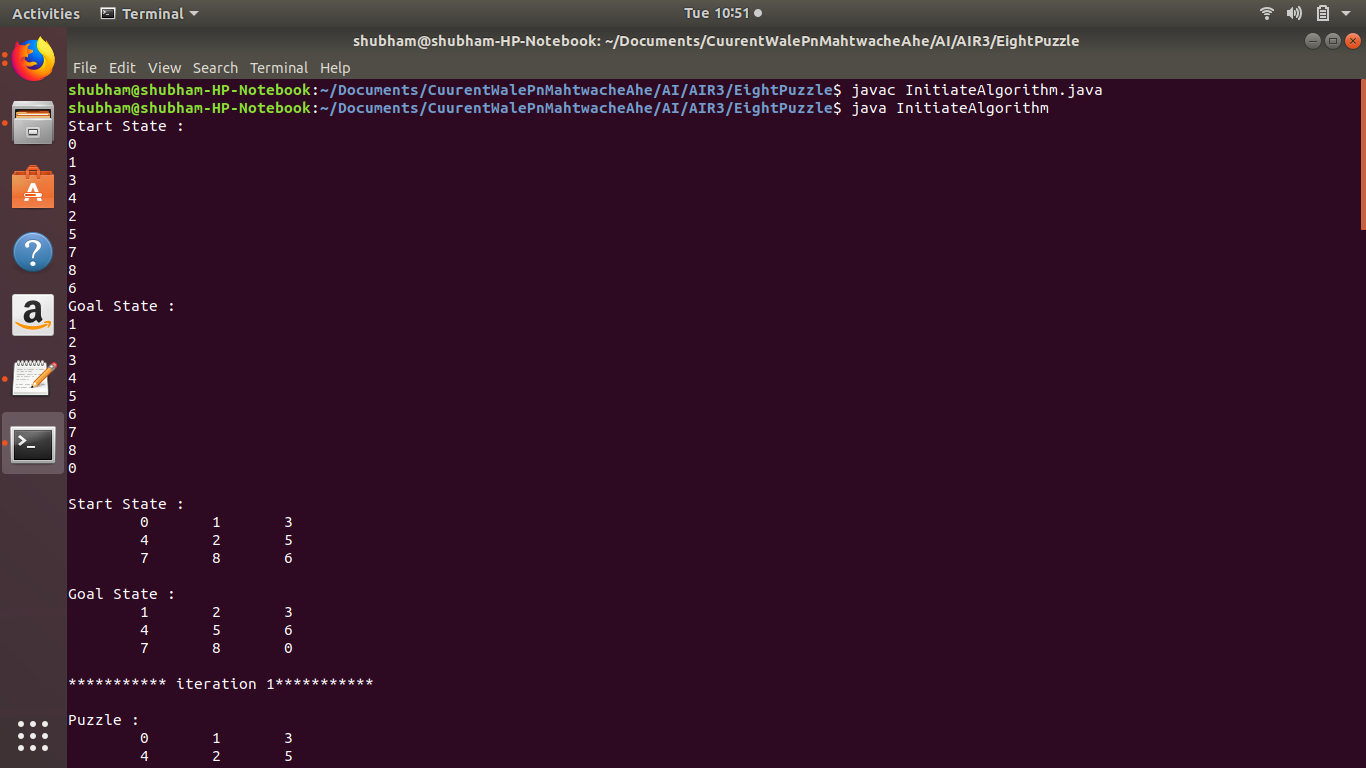 Activities Terminal Tue 10:51
shubham@shubham-HP-Notebook: ~/Documents/CuurentWalePnMahtwacheAhe/AI/AIR3/EightPuzzle
File Edit View Search Terminal Help
shubham@shubham-HP-Notebook:~/Documents/CuurentWalePnMahtwacheAhe/AI/AIR3/EightPuzzle$ javac InitiateAlgorithm.java
shubham@shubham-HP-Notebook:~/Documents/CuurentWalePnMahtwacheAhe/AI/AIR3/EightPuzzle$ java InitiateAlgorithm
Start State :
0
1
3
4
2
5
7
8
6
Goal State :
1
2
3
4
5
6
7
8
0
Start State :
0 1 3
4 2 5
7 8 6
Goal State :
1 2 3
4 5 6
7 8 0
*********** iteration 1***********
Puzzle :
0 1 3
4 2 5